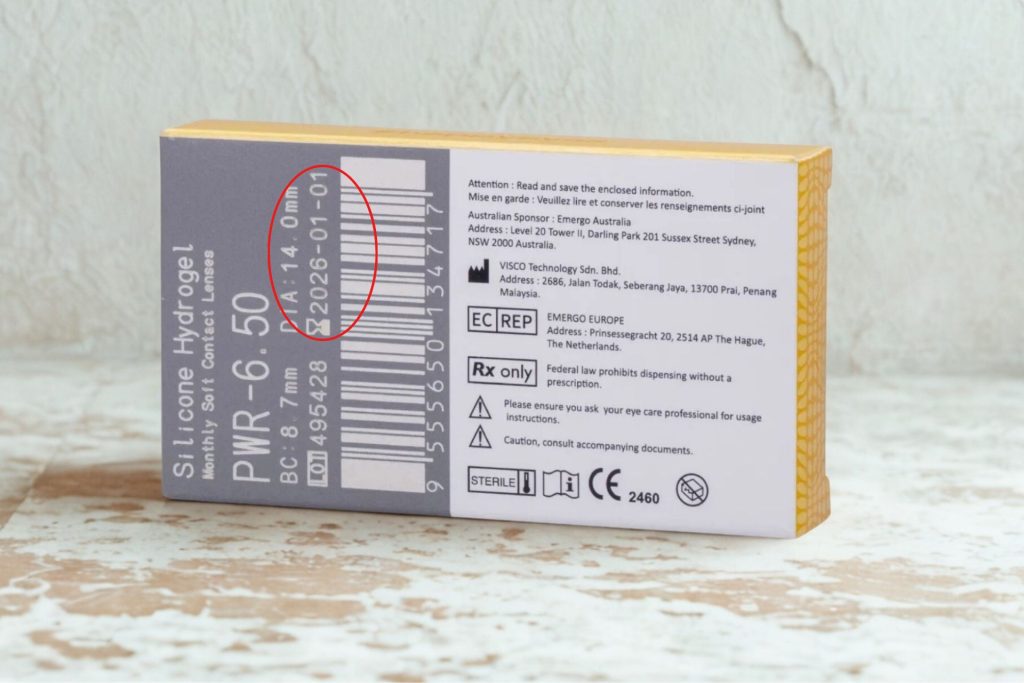 Silicone Hydrogel
Monthly Soft Contact Lenses
PWR-6.50
BC:8.7mm DIA:14.0mm
LOT 495428 2026-01-01
9 555650 134717
Attention : Read and save the enclosed information.
Mise en garde : Veuillez lire et conserver les renseignements ci-joint
Australian Sponsor : Emergo Australia
Address : Level 20 Tower II, Darling Park 201 Sussex Street Sydney,
NSW 2000 Australia.
VISCO Technology Sdn. Bhd.
Address : 2686, Jalan Todak, Seberang Jaya, 13700 Prai, Penang
Malaysia.
EC REP
EMERGO EUROPE
Address : Prinsessegracht 20, 2514 AP The Hague,
The Netherlands.
Rx only
Federal law prohibits dispensing without a
prescription.
Please ensure you ask your eye care professional for usage
instructions.
Caution, consult accompanying documents.
STERILE i CE 2460